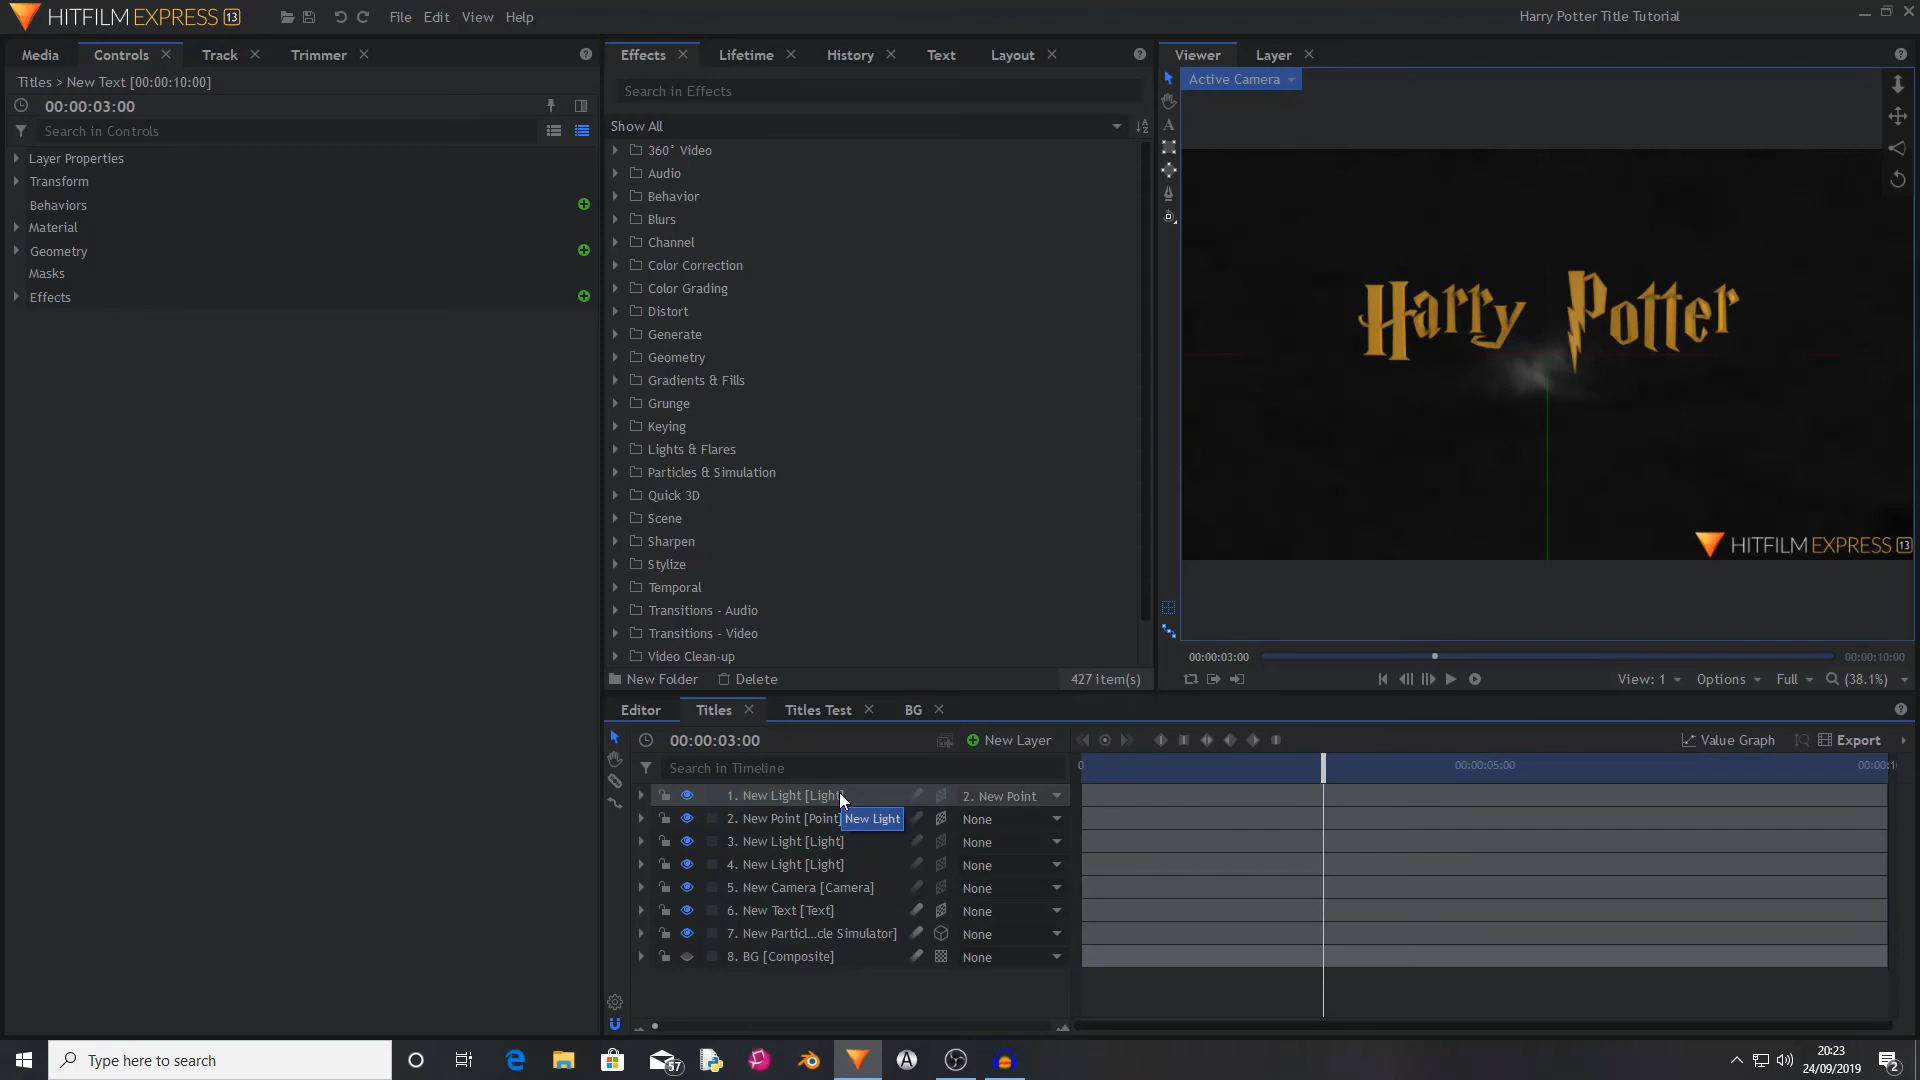 HITFILM EXPRESS 13
File Edit View Help
Harry Potter Title Tutorial
Media Controls Track Trimmer
Titles > New Text [00:00:10:00]
00:00:03:00
Search in Controls
Layer Properties
Transform
Behaviors
Material
Geometry
Masks
Effects
Effects Lifetime History Text Layout
Search in Effects
Show All
360° Video
Audio
Behavior
Blurs
Channel
Color Correction
Color Grading
Distort
Generate
Geometry
Gradients & Fills
Grunge
Keying
Lights & Flares
Particles & Simulation
Quick 3D
Scene
Sharpen
Stylize
Temporal
Transitions - Audio
Transitions - Video
Video Clean-up
New Folder Delete 427 item(s)
Viewer Layer
Active Camera
Harry Potter
HITFILM EXPRESS 13
00:00:03:00 00:00:10:00
View: 1 Options Full (38.1%)
Editor Titles Titles Test BG
00:00:03:00 New Layer Value Graph Export
Search in Timeline 0 00:00:05:00 00:00:1
1. New Light [Light] 2. New Point
2. New Point [Point] None
New Light
3. New Light [Light] None
4. New Light [Light] None
5. New Camera [Camera] None
6. New Text [Text] None
7. New Particl...cle Simulator] None
8. BG [Composite] None
Type here to search
57
20:23
24/09/2019
2